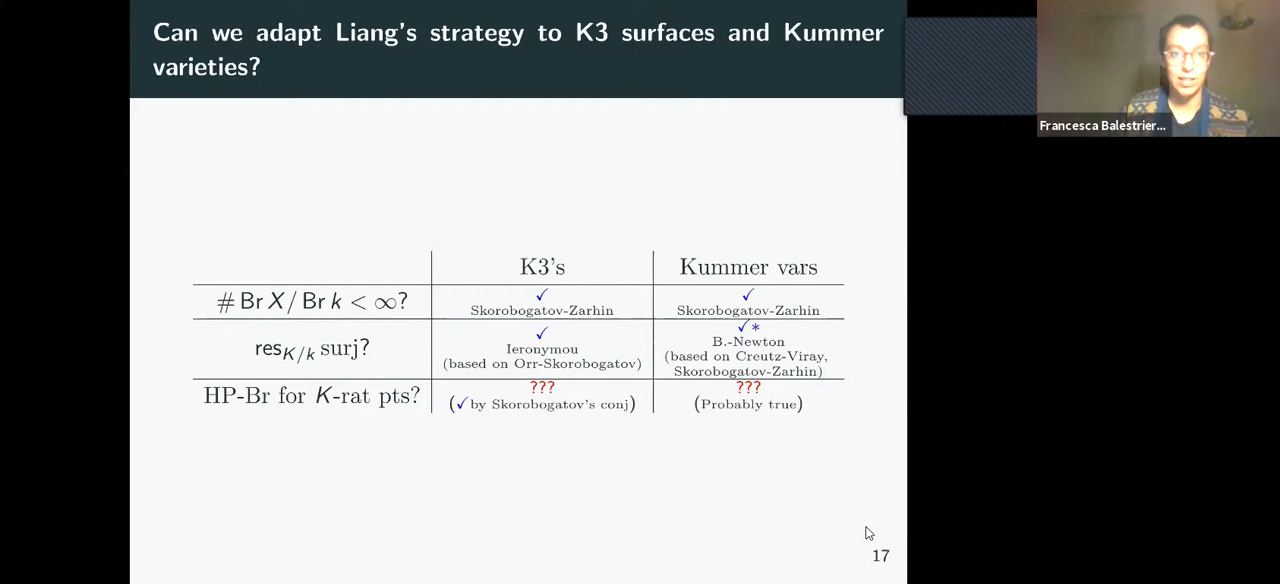 Can we adapt Liang's strategy to K3 surfaces and Kummer
varieties?
Francesca Balestrier...
K3's Kummer vars
# Br X / Br k < ∞? ✓ ✓
Skorobogatov-Zarhin Skorobogatov-Zarhin
res_{K/k} surj? ✓ ✓*
Ieronymou B.-Newton
(based on Orr-Skorobogatov) (based on Creutz-Viray,
Skorobogatov-Zarhin)
HP-Br for K-rat pts? ??? ???
(✓by Skorobogatov's conj) (Probably true)
17